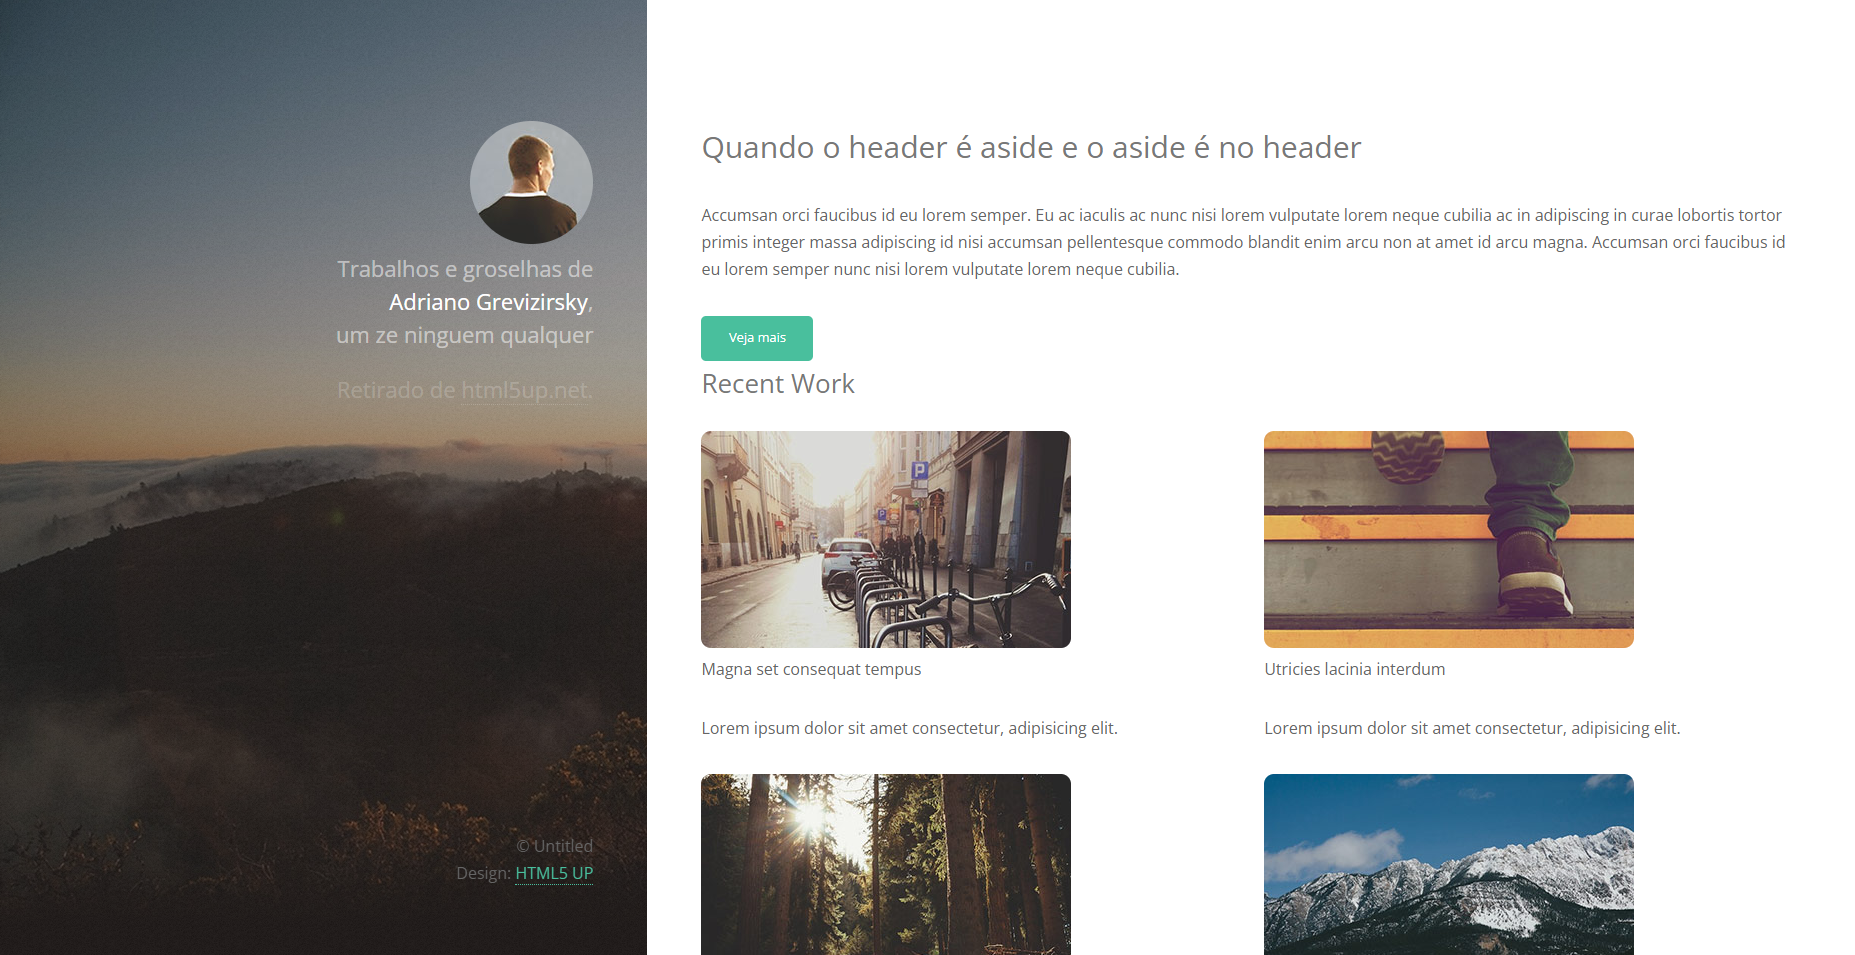 Trabalhos e groselhas de
Adriano Grevizirsky,
um ze ninguem qualquer
Retirado de html5up.net.
© Untitled
Design: HTML5 UP
Quando o header é aside e o aside é no header
Accumsan orci faucibus id eu lorem semper. Eu ac iaculis ac nunc nisi lorem vulputate lorem neque cubilia ac in adipiscing in curae lobortis tortor
primis integer massa adipiscing id nisi accumsan pellentesque commodo blandit enim arcu non at amet id arcu magna. Accumsan orci faucibus id
eu lorem semper nunc nisi lorem vulputate lorem neque cubilia.
Veja mais
Recent Work
P
P
Magna set consequat tempus
Utricies lacinia interdum
Lorem ipsum dolor sit amet consectetur, adipisicing elit.
Lorem ipsum dolor sit amet consectetur, adipisicing elit.